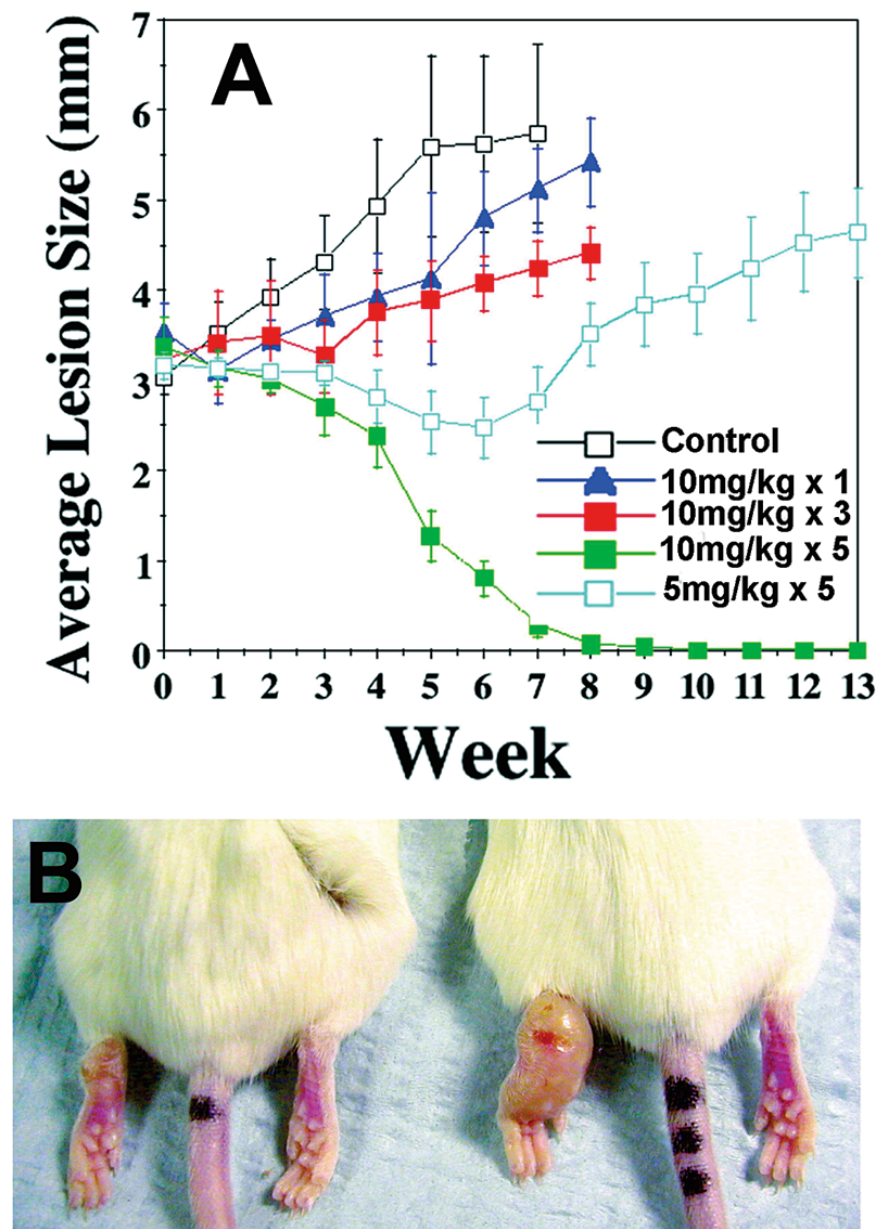 A
Average Lesion Size (mm)
7
6
5
4
3
2
1
0
Control
10mg/kg x 1
10mg/kg x 3
10mg/kg x 5
5mg/kg x 5
0 1 2 3 4 5 6 7 8 9 10 11 12 13
Week
B